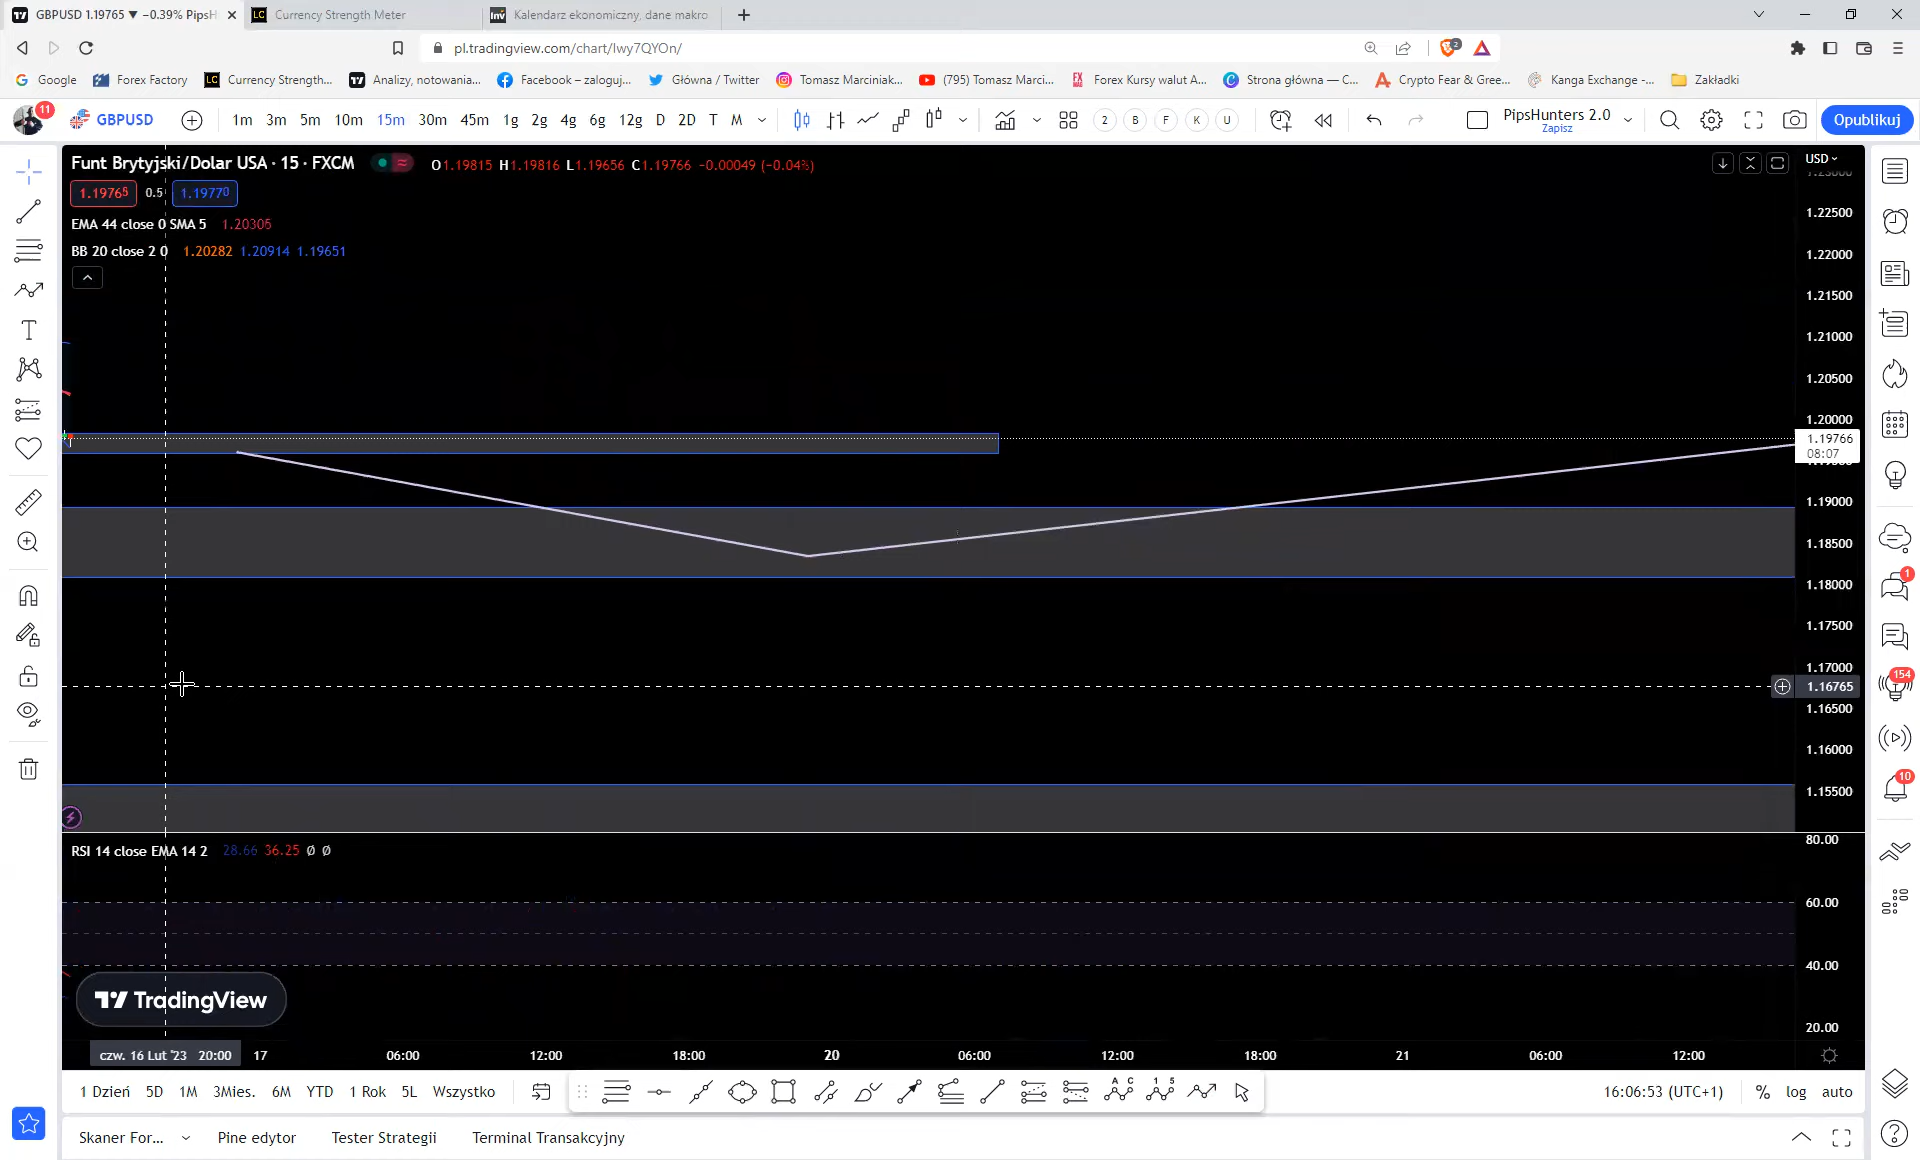 GBPUSD 1.19765 ▼ −0.39% PipsH
Currency Strength Meter
Kalendarz ekonomiczny, dane makro
pl.tradingview.com/chart/Iwy7QYOn/
2
Google
Forex Factory
Currency Strength...
Analizy, notowania...
Facebook – zaloguj...
Główna / Twitter
Tomasz Marciniak...
(795) Tomasz Marci...
Forex Kursy walut A...
Strona główna — C...
Crypto Fear & Gree...
Kanga Exchange -...
Zakładki
11
GBPUSD
1m 3m 5m 10m 15m 30m 45m 1g 2g 4g 6g 12g D 2D T M
2 B F K U
PipsHunters 2.0
Zapisz
Opublikuj
Funt Brytyjski/Dolar USA · 15 · FXCM
O1.19815 H1.19816 L1.19656 C1.19766 −0.00049 (−0.04%)
USD
1.19765 0.5 1.19770
EMA 44 close 0 SMA 5 1.20305
BB 20 close 2 0 1.20282 1.20914 1.19651
1.22500
1.22000
1.21500
1.21000
1.20500
1.20000
1.19766
08:07
1.19000
1.18500
1.18000
1.17500
1.17000
1.16765
1.16500
1.16000
1.15500
1
154
10
RSI 14 close EMA 14 2 28.66 36.25 Ø Ø
80.00
60.00
40.00
20.00
TradingView
czw. 16 Lut '23 20:00
17 06:00 12:00 18:00 20 06:00 12:00 18:00 21 06:00 12:00
1 Dzień 5D 1M 3Mies. 6M YTD 1 Rok 5L Wszystko
A C
1 5
16:06:53 (UTC+1)
% log auto
Skaner For...
Pine edytor
Tester Strategii
Terminal Transakcyjny